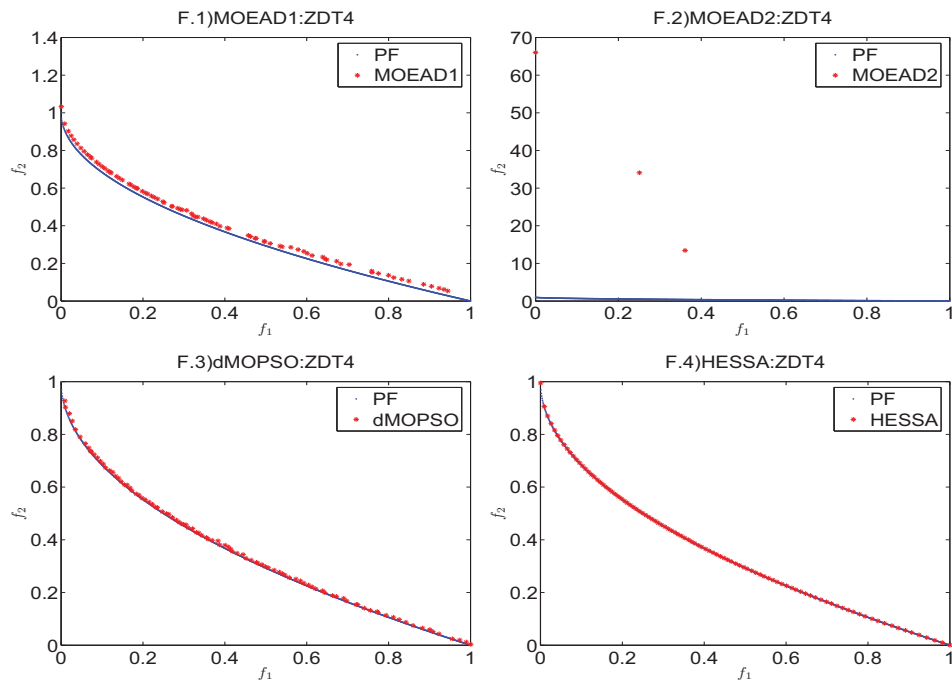 F.1)MOEAD1:ZDT4
1.4
1.2
1
0.8
0.6
0.4
0.2
0
f₂
0 0.2 0.4 0.6 0.8 1
f₁
PF
MOEAD1
F.2)MOEAD2:ZDT4
70
60
50
40
30
20
10
0
f₂
0 0.2 0.4 0.6 0.8 1
f₁
PF
MOEAD2
F.3)dMOPSO:ZDT4
1
0.8
0.6
0.4
0.2
0
f₂
0 0.2 0.4 0.6 0.8 1
f₁
PF
dMOPSO
F.4)HESSA:ZDT4
1
0.8
0.6
0.4
0.2
0
f₂
0 0.2 0.4 0.6 0.8 1
f₁
PF
HESSA